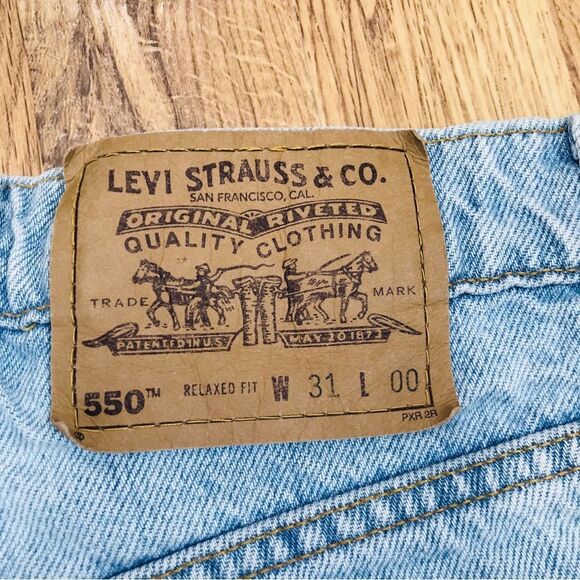 LEVI STRAUSS & CO.
SAN FRANCISCO, CAL.
ORIGINAL RIVETED
QUALITY CLOTHING
TRADE MARK
PATENTED IN U.S. MAY 20 1873
550™ RELAXED FIT W 31 L 00
PXR 2R